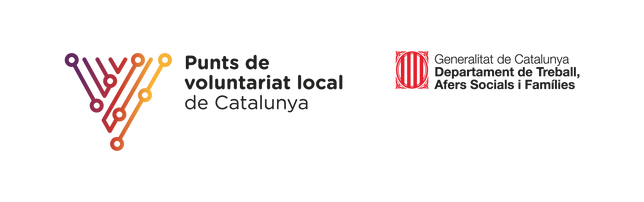 Punts de
voluntariat local
de Catalunya
Generalitat de Catalunya
Departament de Treball,
Afers Socials i Famílies